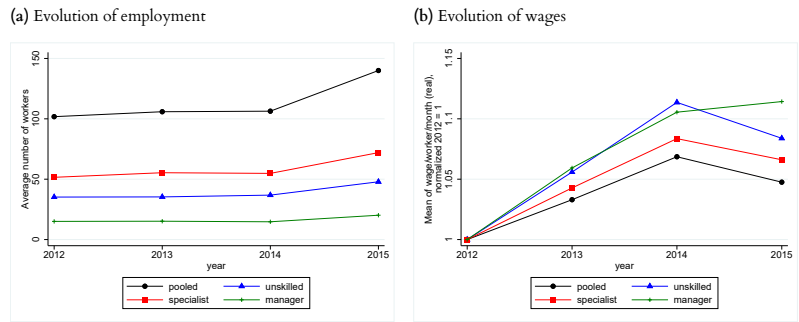 (a) Evolution of employment
Average number of workers
150
100
50
0
2012 2013 2014 2015
year
pooled unskilled
specialist manager
(b) Evolution of wages
Mean of wage/worker/month (real),
normalized 2012 = 1
1.15
1.1
1.05
1
2012 2013 2014 2015
year
pooled unskilled
specialist manager